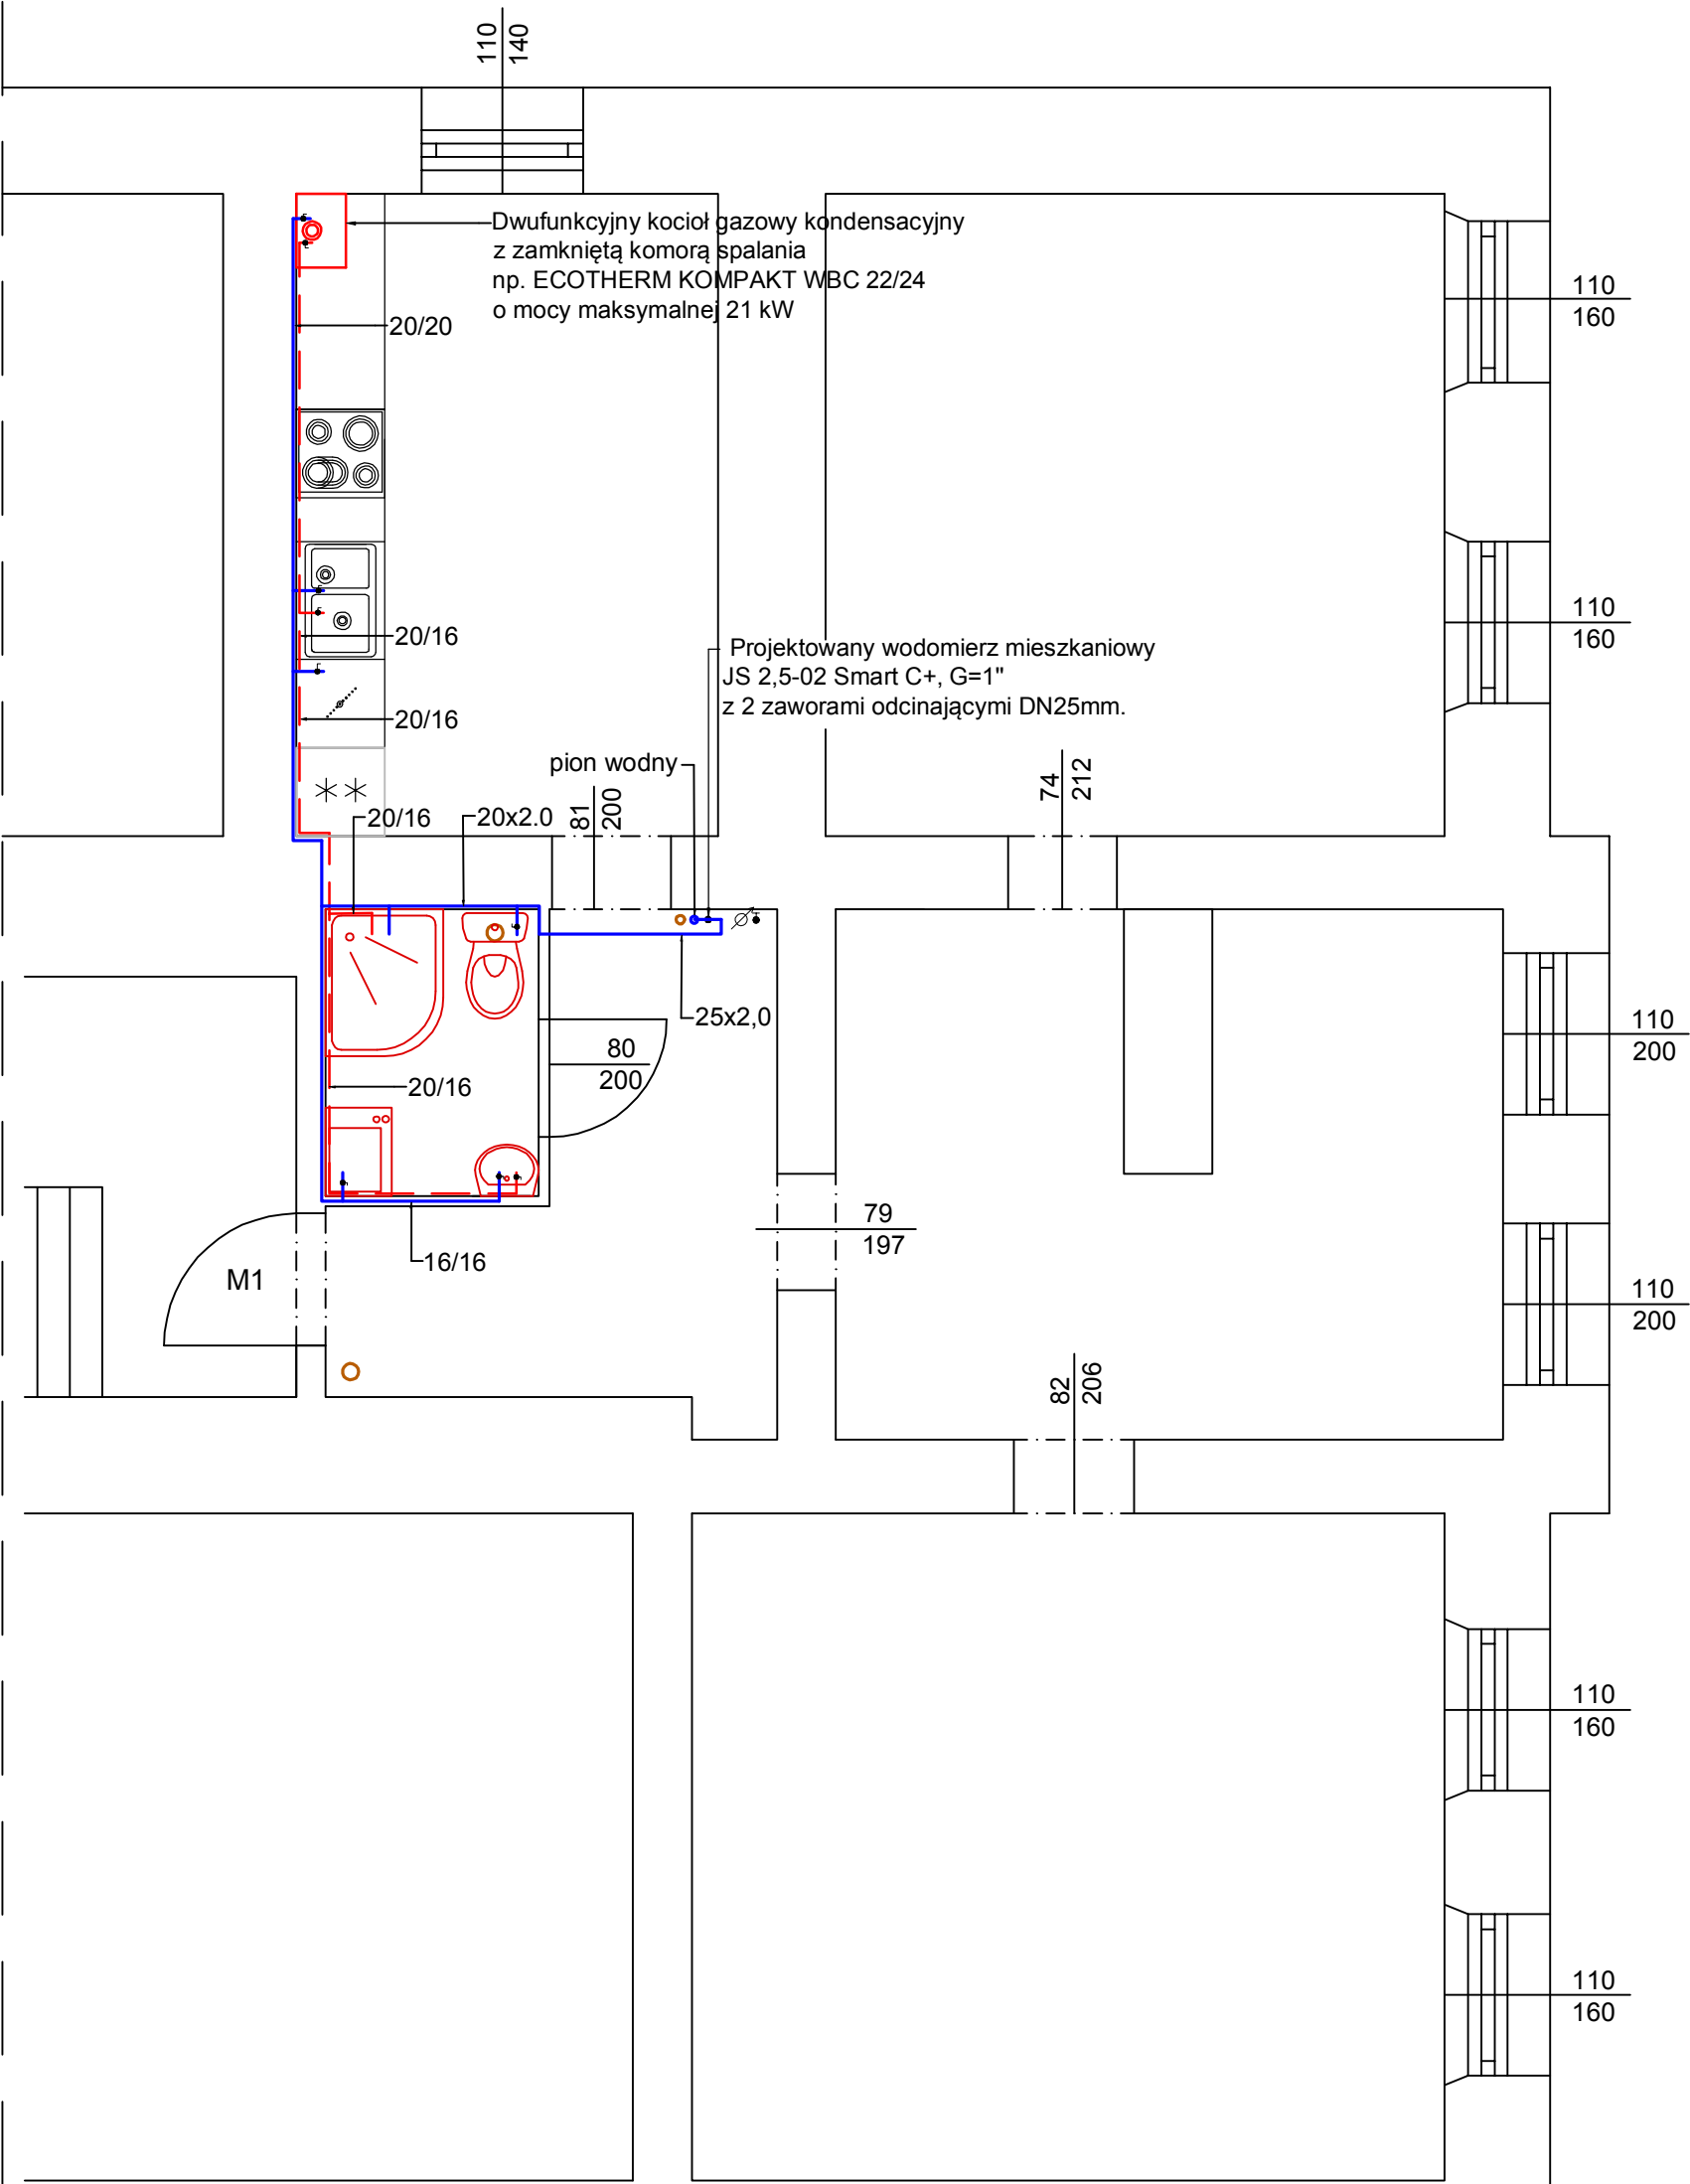 110
140
Dwufunkcyjny kocioł gazowy kondensacyjny
z zamkniętą komorą spalania
np. ECOTHERM KOMPAKT WBC 22/24
o mocy maksymalnej 21 kW
110
160
20/20
110
160
20/16
Projektowany wodomierz mieszkaniowy
JS 2,5-02 Smart C+, G=1"
z 2 zaworami odcinającymi DN25mm.
20/16
pion wodny
74
212
81
200
20/16
20x2.0
25x2,0
110
200
80
200
20/16
79
197
16/16
M1
110
200
82
206
110
160
110
160